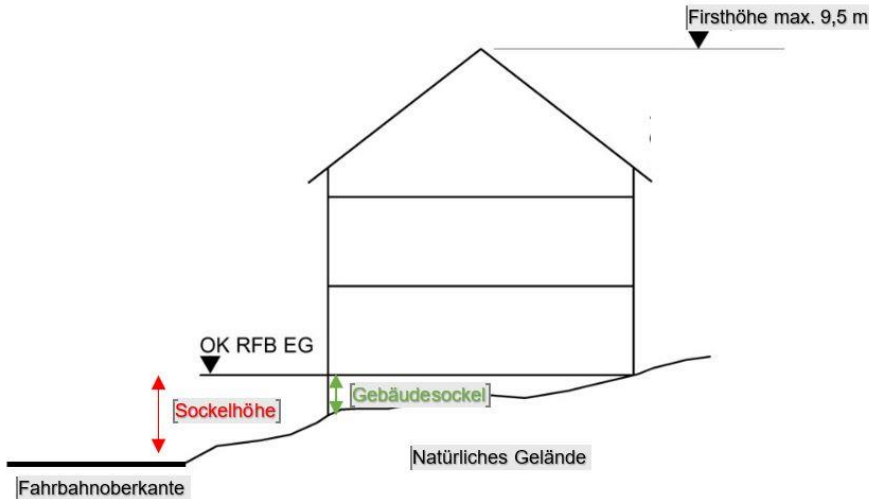 Firsthöhe max. 9,5 m
OK RFB EG
[Sockelhöhe]
[Gebäudesockel]
Natürliches Gelände
Fahrbahnoberkante